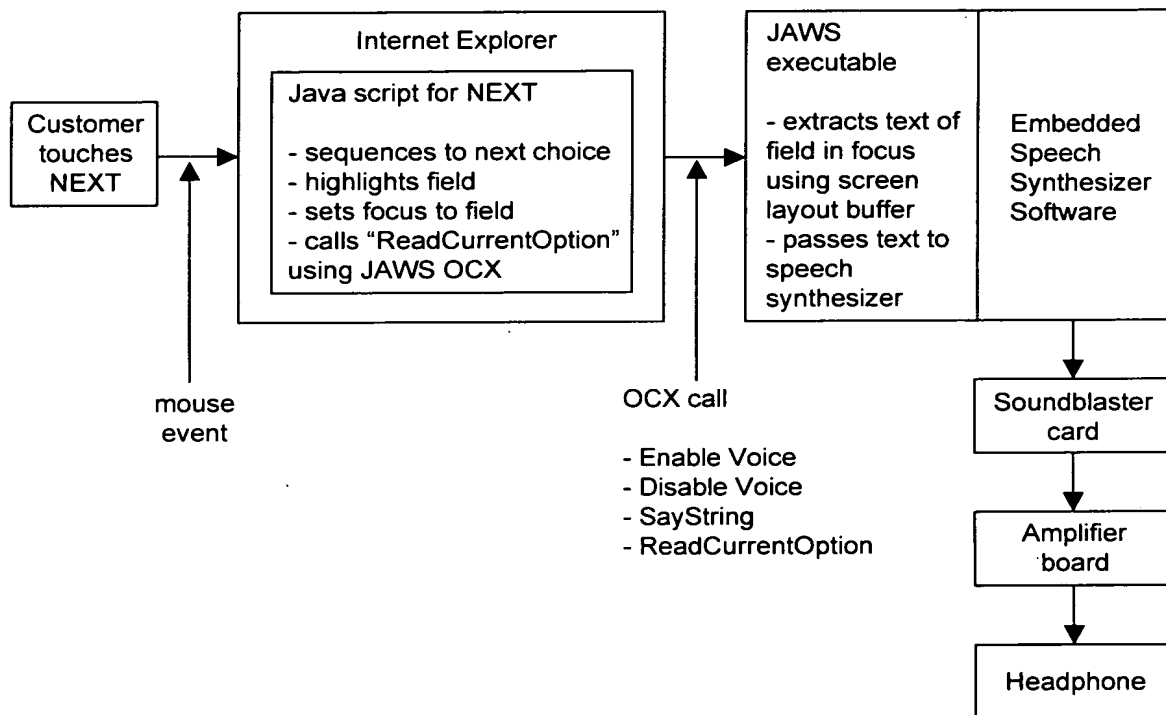 Customer
touches
NEXT
mouse
event
Internet Explorer
Java script for NEXT
- sequences to next choice
- highlights field
- sets focus to field
- calls “ReadCurrentOption”
using JAWS OCX
OCX call
- Enable Voice
- Disable Voice
- SayString
- ReadCurrentOption
JAWS
executable
- extracts text of
field in focus
using screen
layout buffer
- passes text to
speech
synthesizer
Embedded
Speech
Synthesizer
Software
Soundblaster
card
Amplifier
board
Headphone